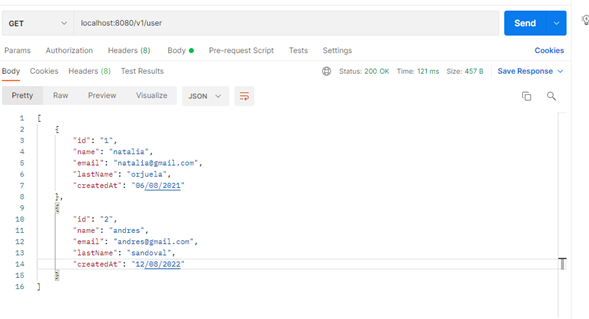 GET localhost:8080/v1/user Send
Params Authorization Headers (8) Body Pre-request Script Tests Settings Cookies
Body Cookies Headers (8) Test Results Status: 200 OK Time: 121 ms Size: 457 B Save Response
Pretty Raw Preview Visualize JSON
1 [
2 {
3 "id": "1",
4 "name": "natalia",
5 "email": "natalia@gmail.com",
6 "lastName": "orjuela",
7 "createdAt": "06/08/2021"
8 },
9 {
10 "id": "2",
11 "name": "andres",
12 "email": "andres@gmail.com",
13 "lastName": "sandoval",
14 "createdAt": "12/08/2022"
15 }
16 ]